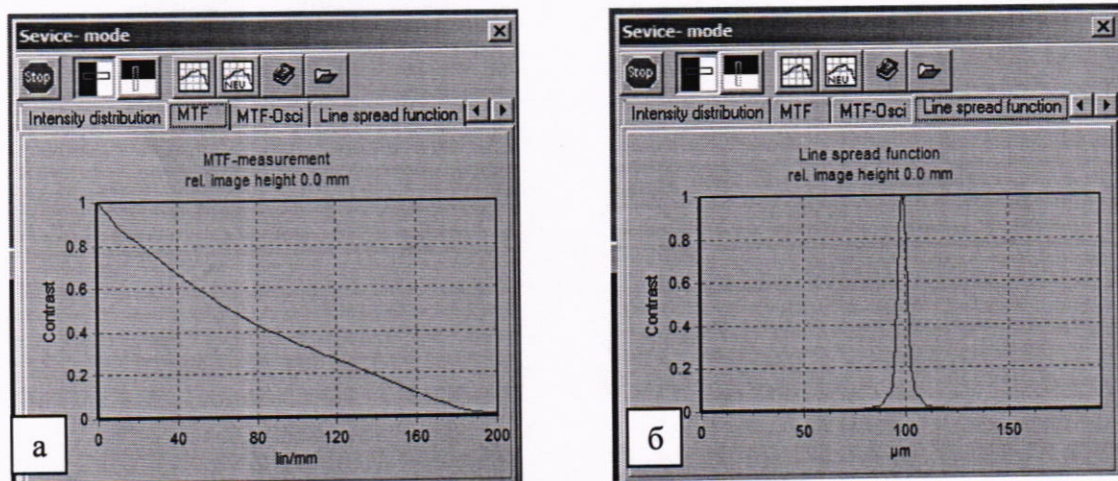 Sevice- mode
Stop
NEU
Intensity distribution MTF MTF-Osci Line spread function
MTF-measurement
rel. image height 0.0 mm
1
0.8
0.6
0.4
0.2
0
Contrast
0 40 80 120 160 200
lin/mm
а
Sevice- mode
Stop
NEU
Intensity distribution MTF MTF-Osci Line spread function
Line spread function
rel. image height 0.0 mm
1
0.8
0.6
0.4
0.2
0
Contrast
0 50 100 150
µm
б